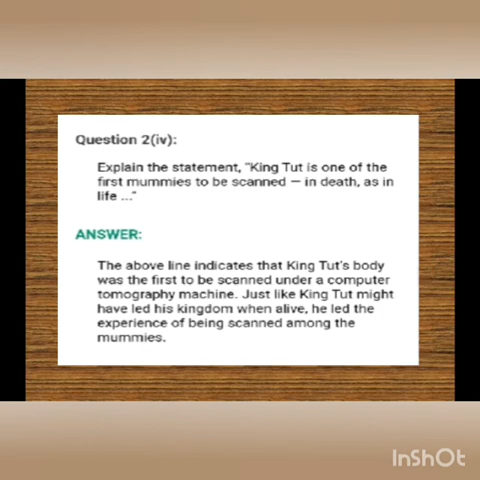 Question 2(iv):
Explain the statement, "King Tut is one of the
first mummies to be scanned — in death, as in
life ..."
ANSWER:
The above line indicates that King Tut's body
was the first to be scanned under a computer
tomography machine. Just like King Tut might
have led his kingdom when alive, he led the
experience of being scanned among the
mummies.
InShOt